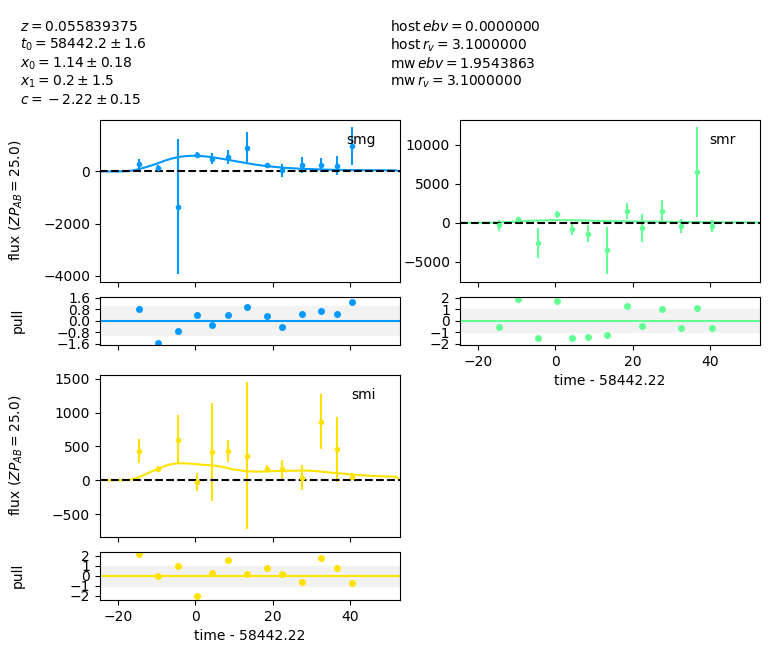 z = 0.055839375
t0 = 58442.2 ± 1.6
x0 = 1.14 ± 0.18
x1 = 0.2 ± 1.5
c = −2.22 ± 0.15
host ebv = 0.0000000
host r_v = 3.1000000
mw ebv = 1.9543863
mw r_v = 3.1000000
smg
flux (ZP_AB = 25.0)
0
−2000
−4000
pull
1.6
0.8
0.0
−0.8
−1.6
smr
10000
5000
0
−5000
2
1
0
−1
−2
−20
0
20
40
time - 58442.22
smi
flux (ZP_AB = 25.0)
1500
1000
500
0
−500
pull
2
1
0
−1
−2
−20
0
20
40
time - 58442.22